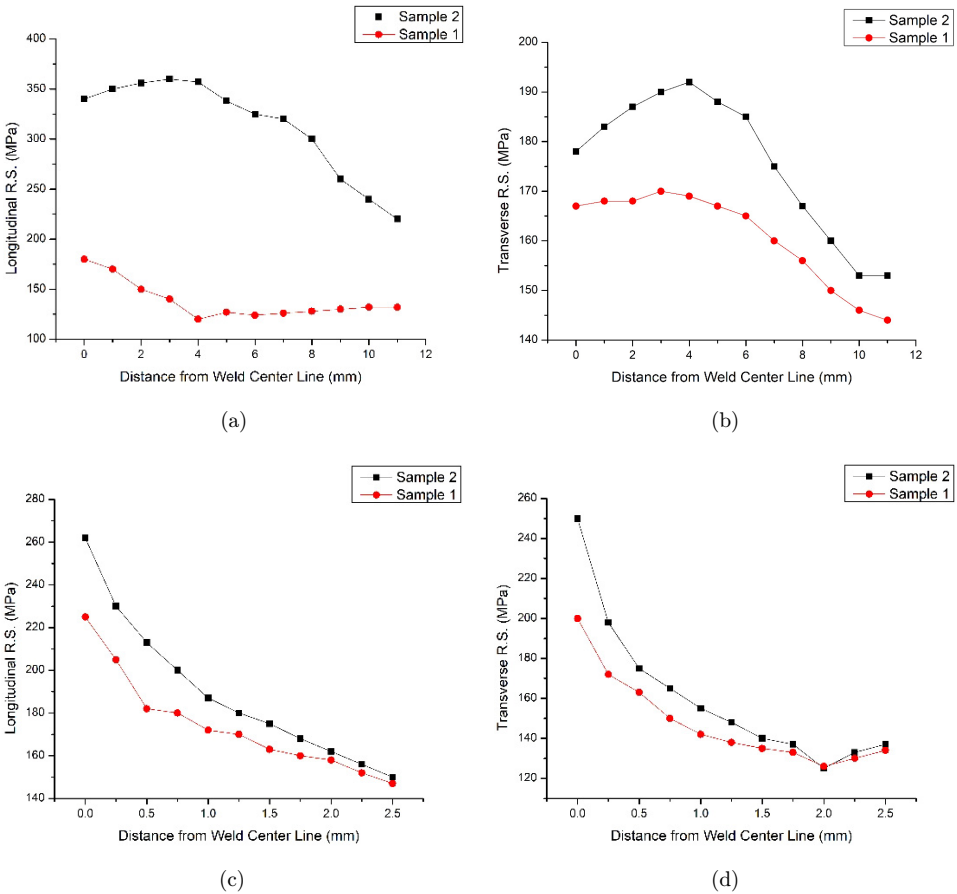 Sample 2
Sample 1
400
350
300
250
200
150
100
0
2
4
6
8
10
12
Longitudinal R.S. (MPa)
Distance from Weld Center Line (mm)
(a)
Sample 2
Sample 1
200
190
180
170
160
150
140
0
2
4
6
8
10
12
Transverse R.S. (MPa)
Distance from Weld Center Line (mm)
(b)
Sample 2
Sample 1
280
260
240
220
200
180
160
140
0.0
0.5
1.0
1.5
2.0
2.5
Longitudinal R.S. (MPa)
Distance from Weld Center Line (mm)
(c)
Sample 2
Sample 1
260
240
220
200
180
160
140
120
0.0
0.5
1.0
1.5
2.0
2.5
Transverse R.S. (MPa)
Distance from Weld Center Line (mm)
(d)